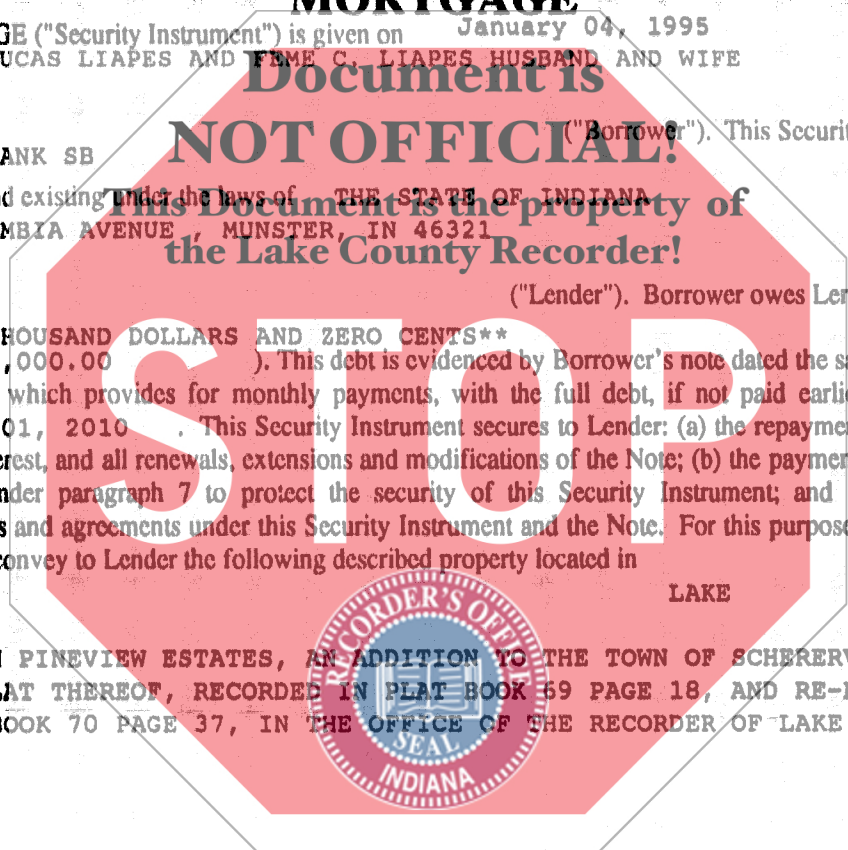 MORTGAGE
GE ("Security Instrument") is given on January 04, 1995
UCAS LIAPES AND FEME C. LIAPES HUSBAND AND WIFE
Document is
NOT OFFICIAL!
("Borrower"). This Securit
ANK SB
d existing under the laws of THE STATE OF INDIANA
This Document is the property of
MBIA AVENUE , MUNSTER, IN 46321
the Lake County Recorder!
("Lender"). Borrower owes Len
HOUSAND DOLLARS AND ZERO CENTS**
,000.00 ). This debt is evidenced by Borrower's note dated the sa
which provides for monthly payments, with the full debt, if not paid earlie
01, 2010 . This Security Instrument secures to Lender: (a) the repayme
STOP
erest, and all renewals, extensions and modifications of the Note; (b) the paymen
nder paragraph 7 to protect the security of this Security Instrument; and
s and agreements under this Security Instrument and the Note. For this purpose
onvey to Lender the following described property located in
LAKE
RECORDER'S OFFICE
N PINEVIEW ESTATES, AN ADDITION TO THE TOWN OF SCHERERV
LAT THEREOF, RECORDED IN PLAT BOOK 69 PAGE 18, AND RE-
BOOK 70 PAGE 37, IN THE OFFICE OF THE RECORDER OF LAKE
SEAL
INDIANA